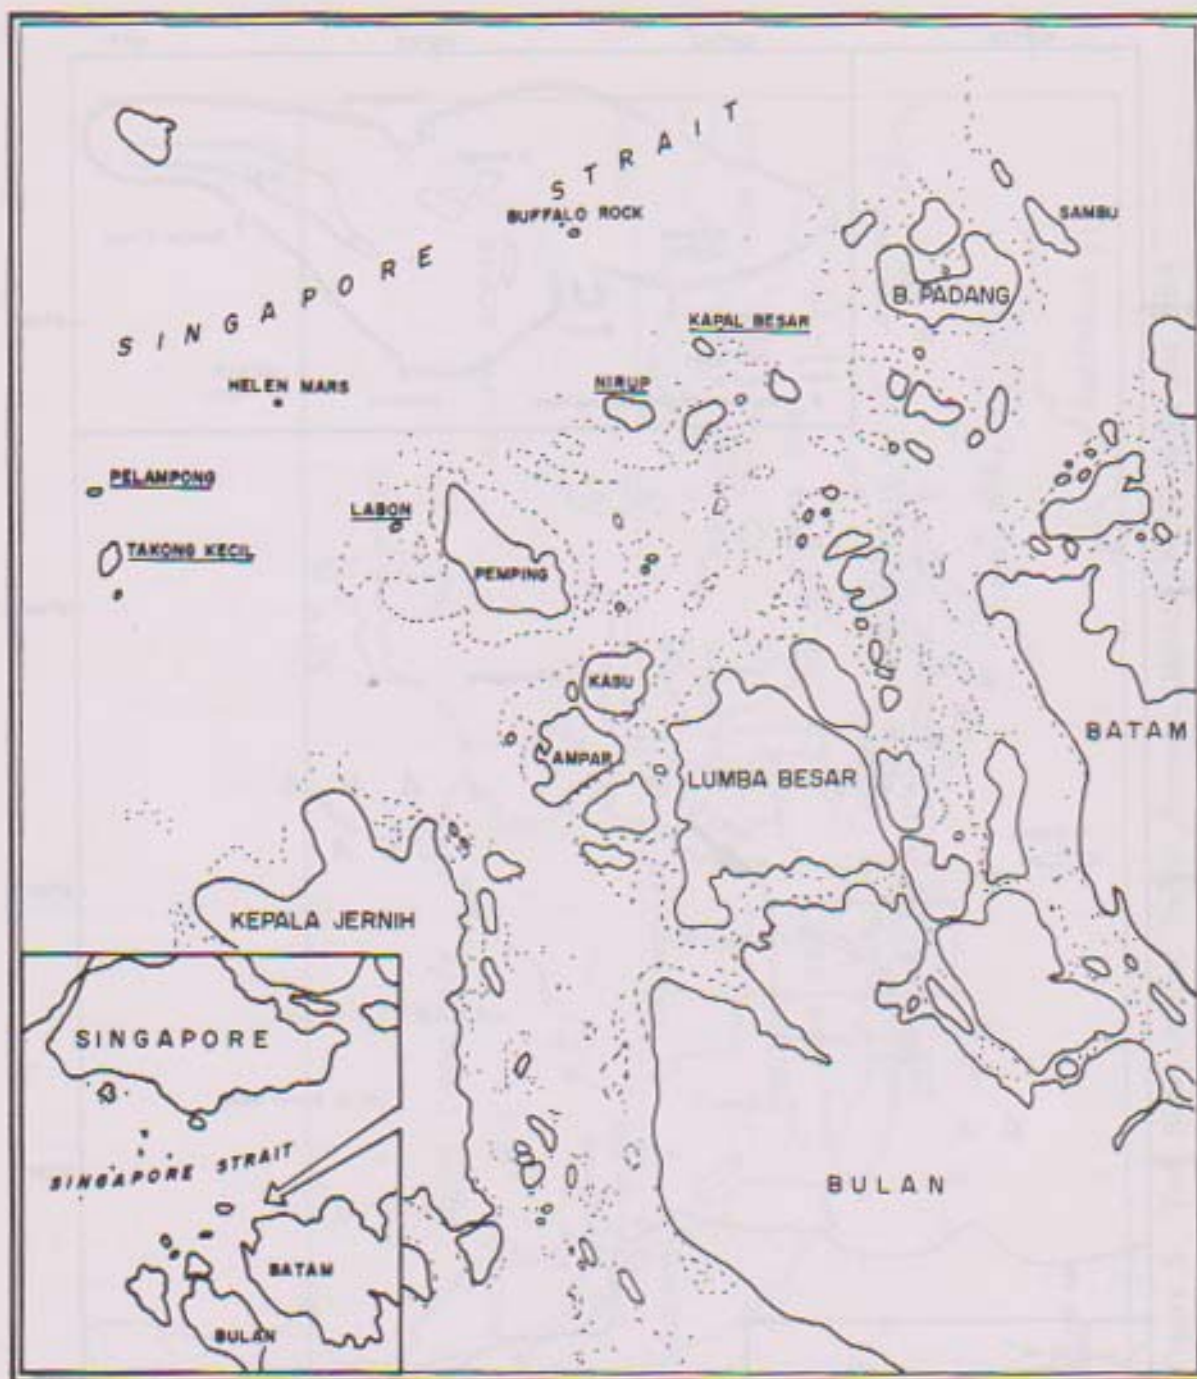 SINGAPORE STRAIT
BUFFALO ROCK
SAMBU
B. PADANG
KAPAL BESAR
HELEN MARS
NIRUP
PELAMPONG
LABON
TAKONG KECIL
PEMPING
KASU
BATAM
AMPAR
LUMBA BESAR
KEPALA JERNIH
BULAN
SINGAPORE
SINGAPORE STRAIT
BATAM
BULAN